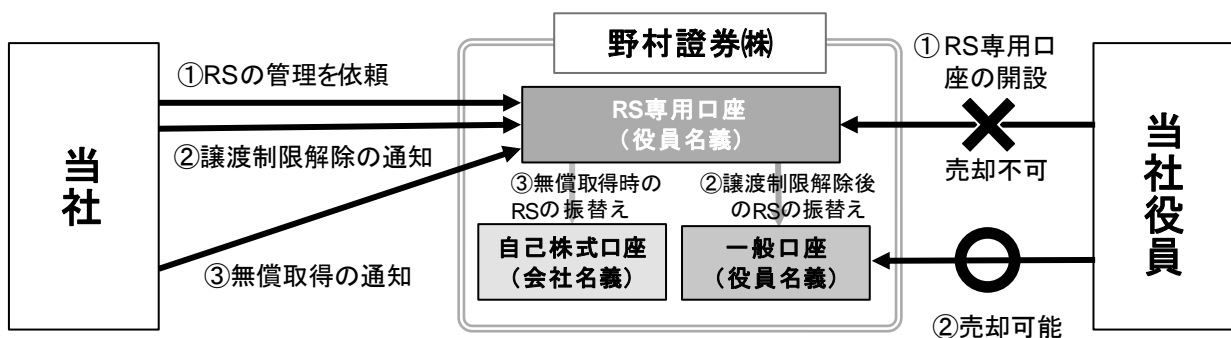 当社
①RSの管理を依頼
②譲渡制限解除の通知
③無償取得の通知
野村證券㈱
RS専用口座
（役員名義）
③無償取得時の
RSの振替え
②譲渡制限解除後
のRSの振替え
自己株式口座
（会社名義）
一般口座
（役員名義）
①RS専用口
座の開設
売却不可
②売却可能
当社役員